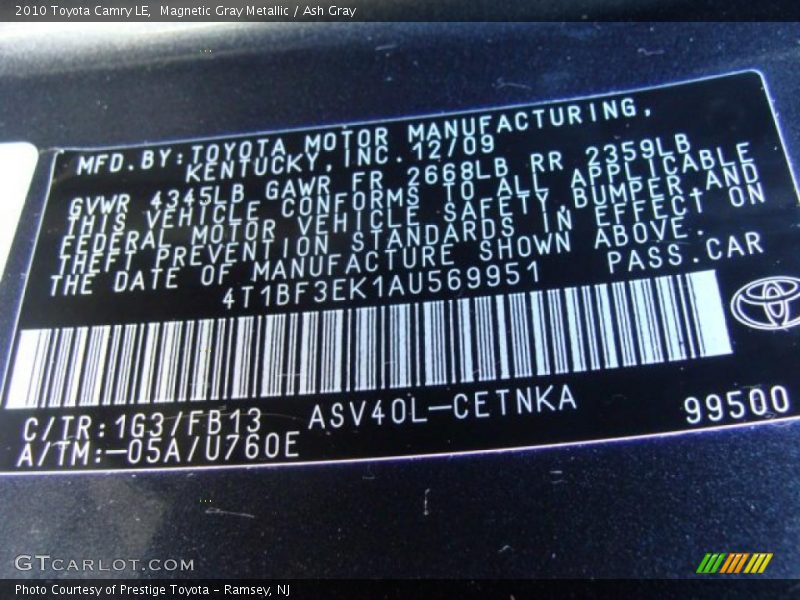 2010 Toyota Camry LE,  Magnetic Gray Metallic / Ash Gray
MFD.BY:TOYOTA MOTOR MANUFACTURING,
KENTUCKY,INC.12/09
GVWR 4345LB GAWR FR 2668LB RR 2359LB
THIS VEHICLE CONFORMS TO ALL APPLICABLE
FEDERAL MOTOR VEHICLE SAFETY,BUMPER,AND
THEFT PREVENTION STANDARDS IN EFFECT ON
THE DATE OF MANUFACTURE SHOWN ABOVE.
4T1BF3EK1AU569951 PASS.CAR
C/TR:1G3/FB13 ASV40L-CETNKA 99500
A/TM:-05A/U760E
GTCARLOT.COM
Photo Courtesy of Prestige Toyota - Ramsey, NJ